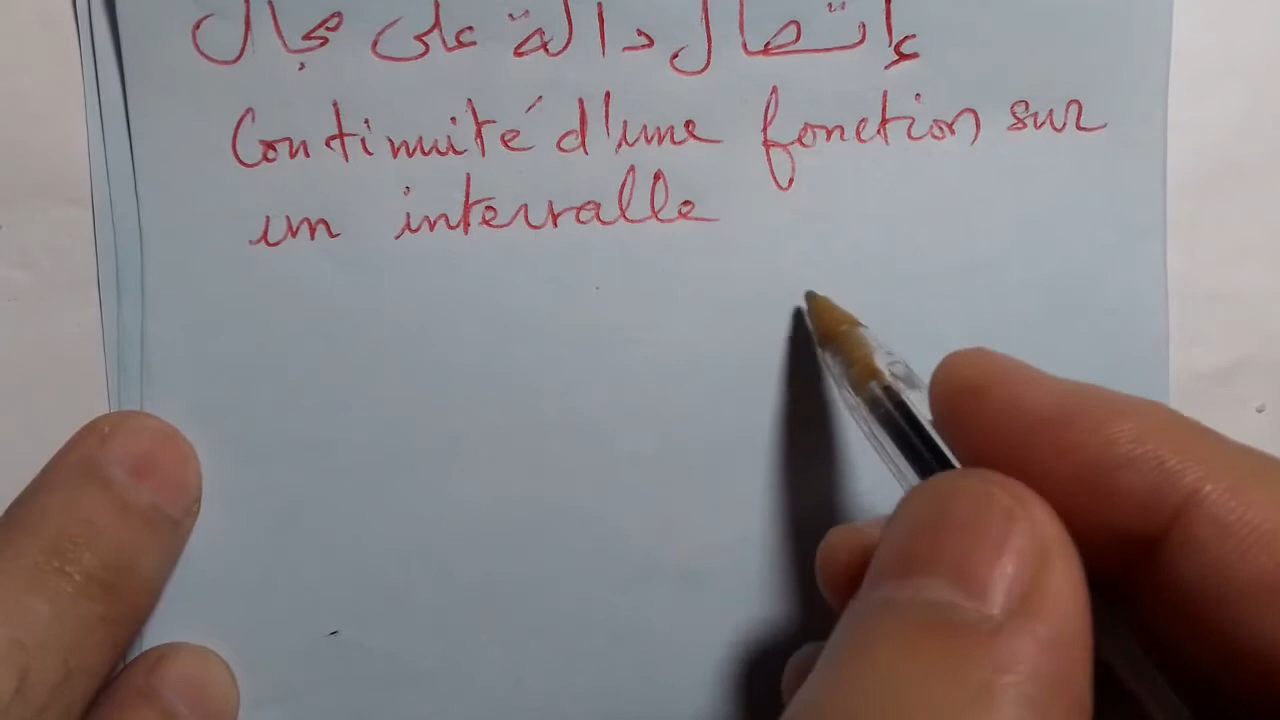 إتصال دالة على مجال
Continuité d'une fonction sur
un intervalle